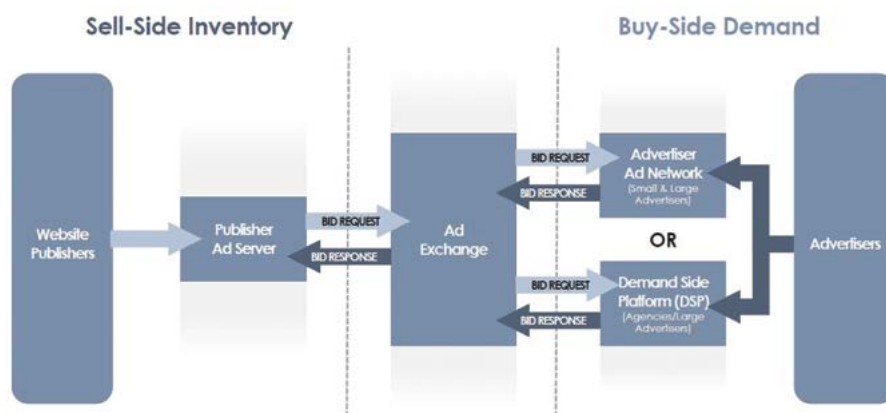 Sell-Side Inventory
Buy-Side Demand
Website
Publishers
Publisher
Ad Server
BID REQUEST
BID RESPONSE
Ad
Exchange
BID REQUEST
BID RESPONSE
Advertiser
Ad Network
(Small & Large
Advertisers)
OR
BID REQUEST
BID RESPONSE
Demand Side
Platform (DSP)
(Agencies/Large
Advertisers)
Advertisers